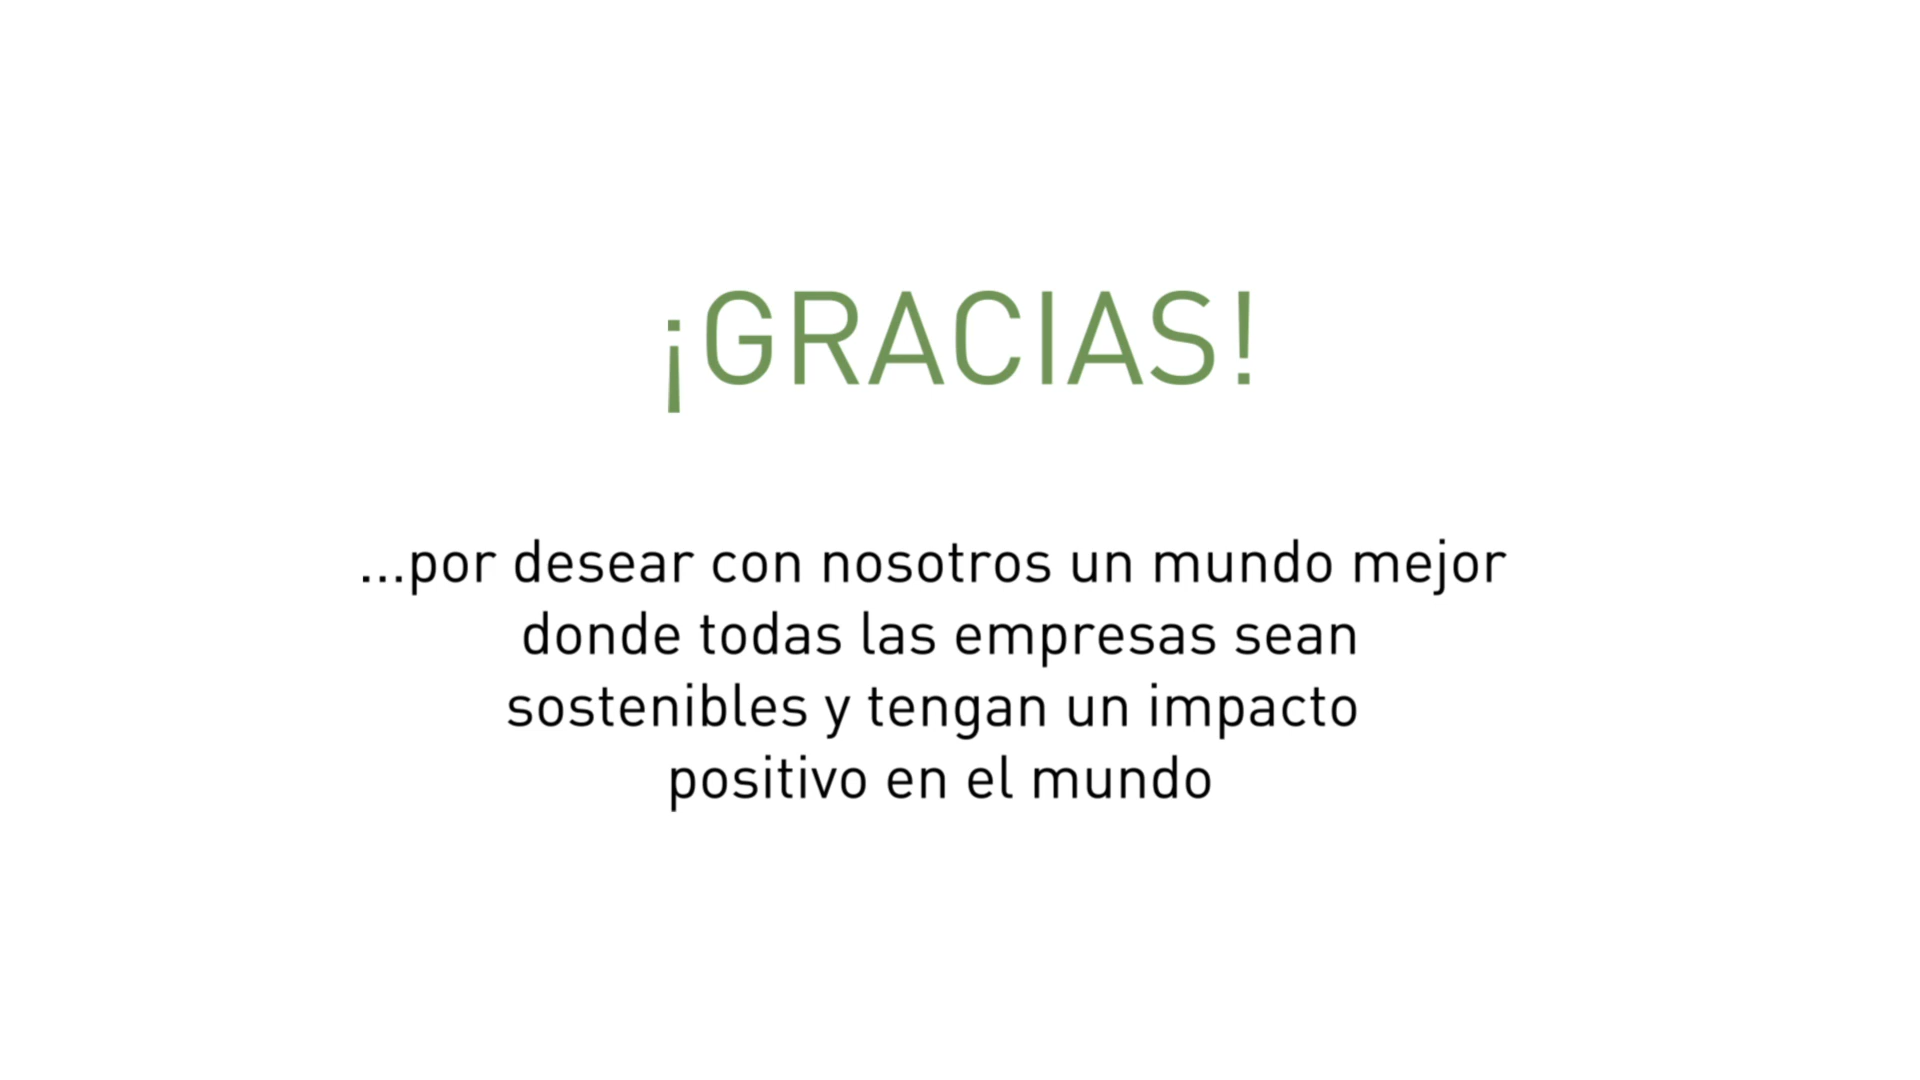 ¡GRACIAS!
...por desear con nosotros un mundo mejor
donde todas las empresas sean
sostenibles y tengan un impacto
positivo en el mundo